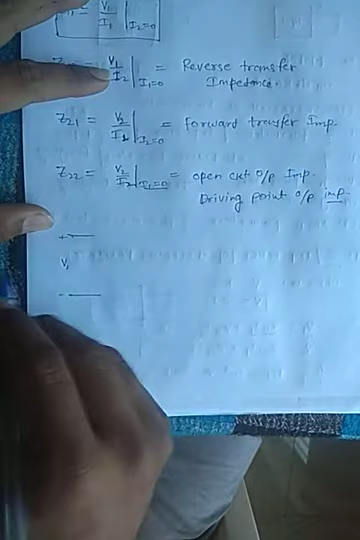 V₁/I₁ | I₂=0
V₁/I₂ | I₁=0 = Reverse transfer
Impedance.
Z₂₁ = V₂/I₁ | I₂=0 = Forward transfer Imp.
Z₂₂ = V₂/I₂ | I₁=0 = open ckt o/p Imp.
Driving point o/p imp.
+
V₁
-